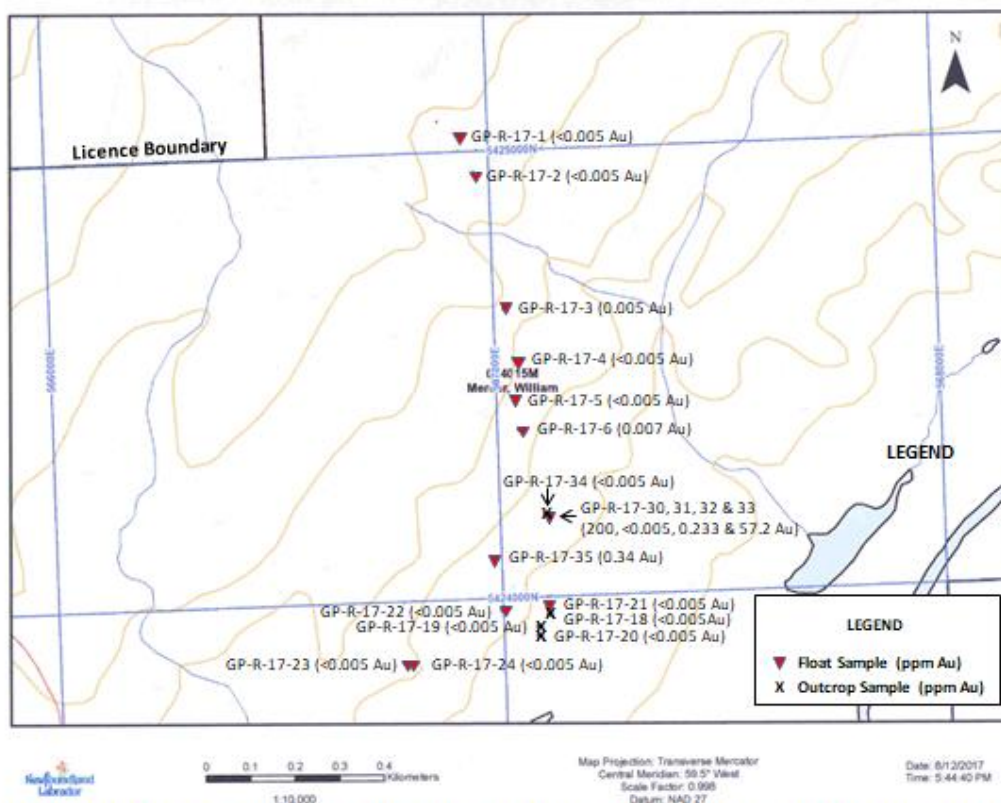 N
GP-R-17-1 (<0.005 Au)
Licence Boundary
5425000N
GP-R-17-2 (<0.005 Au)
GP-R-17-3 (0.005 Au)
566000E
567000E
568000E
GP-R-17-4 (<0.005 Au)
4015M
William
GP-R-17-5 (<0.005 Au)
GP-R-17-6 (0.007 Au)
LEGEND
GP-R-17-34 (<0.005 Au)
GP-R-17-30, 31, 32 & 33
(200, <0.005, 0.233 & 57.2 Au)
GP-R-17-35 (0.34 Au)
5424000N
GP-R-17-22 (<0.005 Au)
GP-R-17-21 (<0.005 Au)
GP-R-17-18 (<0.005Au)
GP-R-17-19 (<0.005 Au)
GP-R-17-20 (<0.005 Au)
GP-R-17-23 (<0.005 Au)
GP-R-17-24 (<0.005 Au)
LEGEND
Float Sample (ppm Au)
X Outcrop Sample (ppm Au)
Newfoundland
Labrador
0 0.1 0.2 0.3 0.4
Kilometers
1:10,000
Map Projection: Transverse Mercator
Central Meridian: 59.5° West
Scale Factor: 0.998
Datum: NAD 27
Date: 6/12/2017
Time: 5:44:40 PM